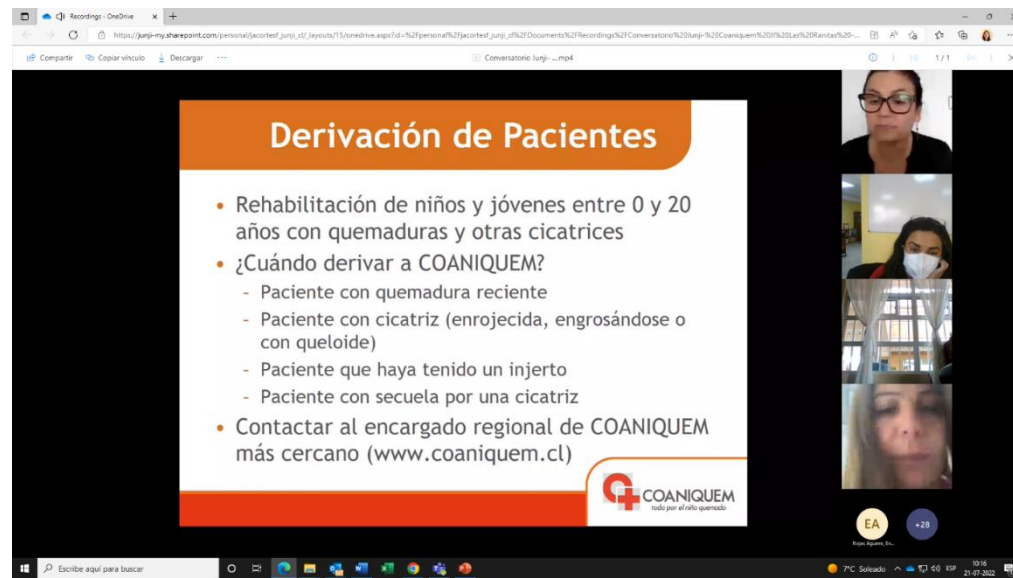 Recordings - OneDrive
https://junji-my.sharepoint.com/personal/jacortesf_junji_cl/_layouts/15/onedrive.aspx?id=%2Fpersonal%2Fjacortesf_junji_cl%2FDocuments%2FRecordings%2FConversatorio%20Junji-%20Coaniquem%20JI%20Las%20Ranitas%20-...
Compartir Copiar vínculo Descargar ... Conversatorio Junji- ....mp4 1/1
Derivación de Pacientes
• Rehabilitación de niños y jóvenes entre 0 y 20
años con quemaduras y otras cicatrices
• ¿Cuándo derivar a COANIQUEM?
- Paciente con quemadura reciente
- Paciente con cicatriz (enrojecida, engrosándose o
con queloide)
- Paciente que haya tenido un injerto
- Paciente con secuela por una cicatriz
• Contactar al encargado regional de COANIQUEM
más cercano (www.coaniquem.cl)
COANIQUEM
todo por el niño quemado
EA +28
Escribe aquí para buscar
7°C Soleado ESP 10:16
21-07-2022